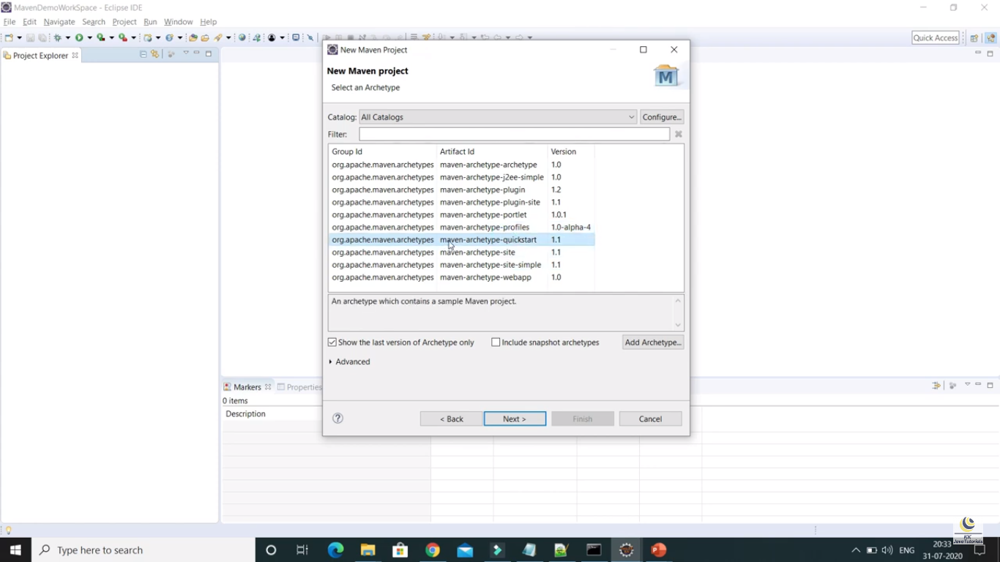 MavenDemoWorkSpace - Eclipse IDE
File Edit Navigate Search Project Run Window Help
Quick Access
Project Explorer
New Maven Project
New Maven project
Select an Archetype
M
Catalog: All Catalogs Configure...
Filter:
Group Id Artifact Id Version
org.apache.maven.archetypes maven-archetype-archetype 1.0
org.apache.maven.archetypes maven-archetype-j2ee-simple 1.0
org.apache.maven.archetypes maven-archetype-plugin 1.2
org.apache.maven.archetypes maven-archetype-plugin-site 1.1
org.apache.maven.archetypes maven-archetype-portlet 1.0.1
org.apache.maven.archetypes maven-archetype-profiles 1.0-alpha-4
org.apache.maven.archetypes maven-archetype-quickstart 1.1
org.apache.maven.archetypes maven-archetype-site 1.1
org.apache.maven.archetypes maven-archetype-site-simple 1.1
org.apache.maven.archetypes maven-archetype-webapp 1.0
An archetype which contains a sample Maven project.
Show the last version of Archetype only Include snapshot archetypes Add Archetype...
Advanced
? < Back Next > Finish Cancel
Markers Properties
0 items
Description
KK
JavaTutorials
Type here to search
ENG
20:33
31-07-2020